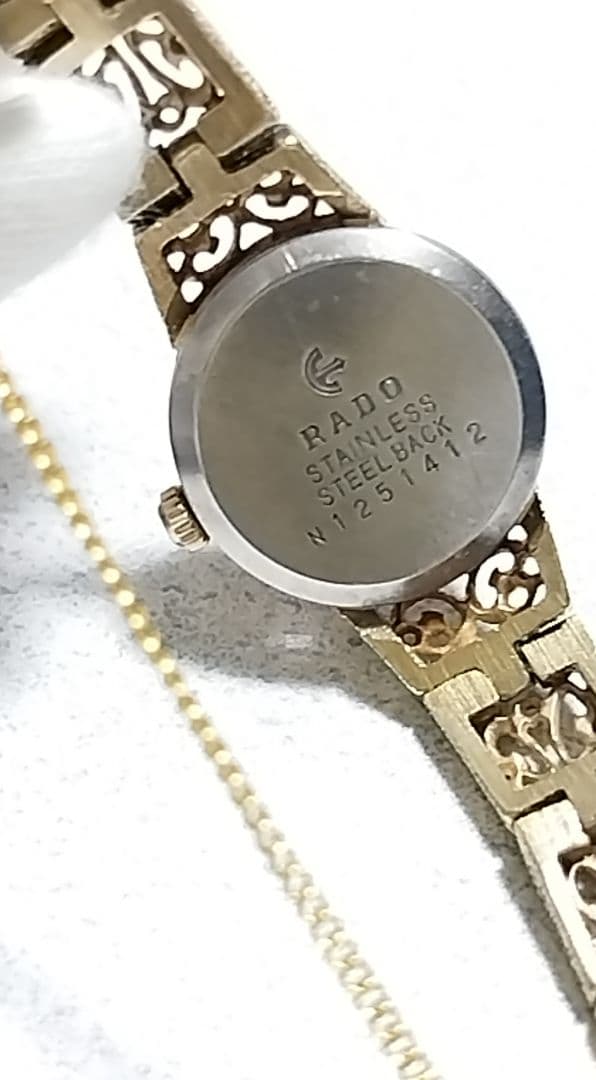 RADO
STAINLESS
STEEL BACK
N1251412